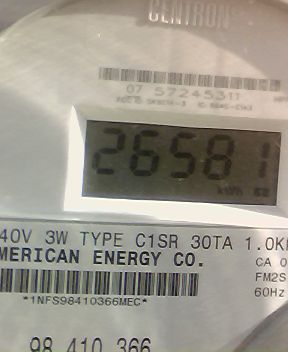 CENTRON
07 57245311
26581
kWh
40V 3W TYPE C1SR 30TA 1.0K
MERICAN ENERGY CO.
CA 0
FM2S
*1NFS98410366MEC*
60Hz
98 410 366